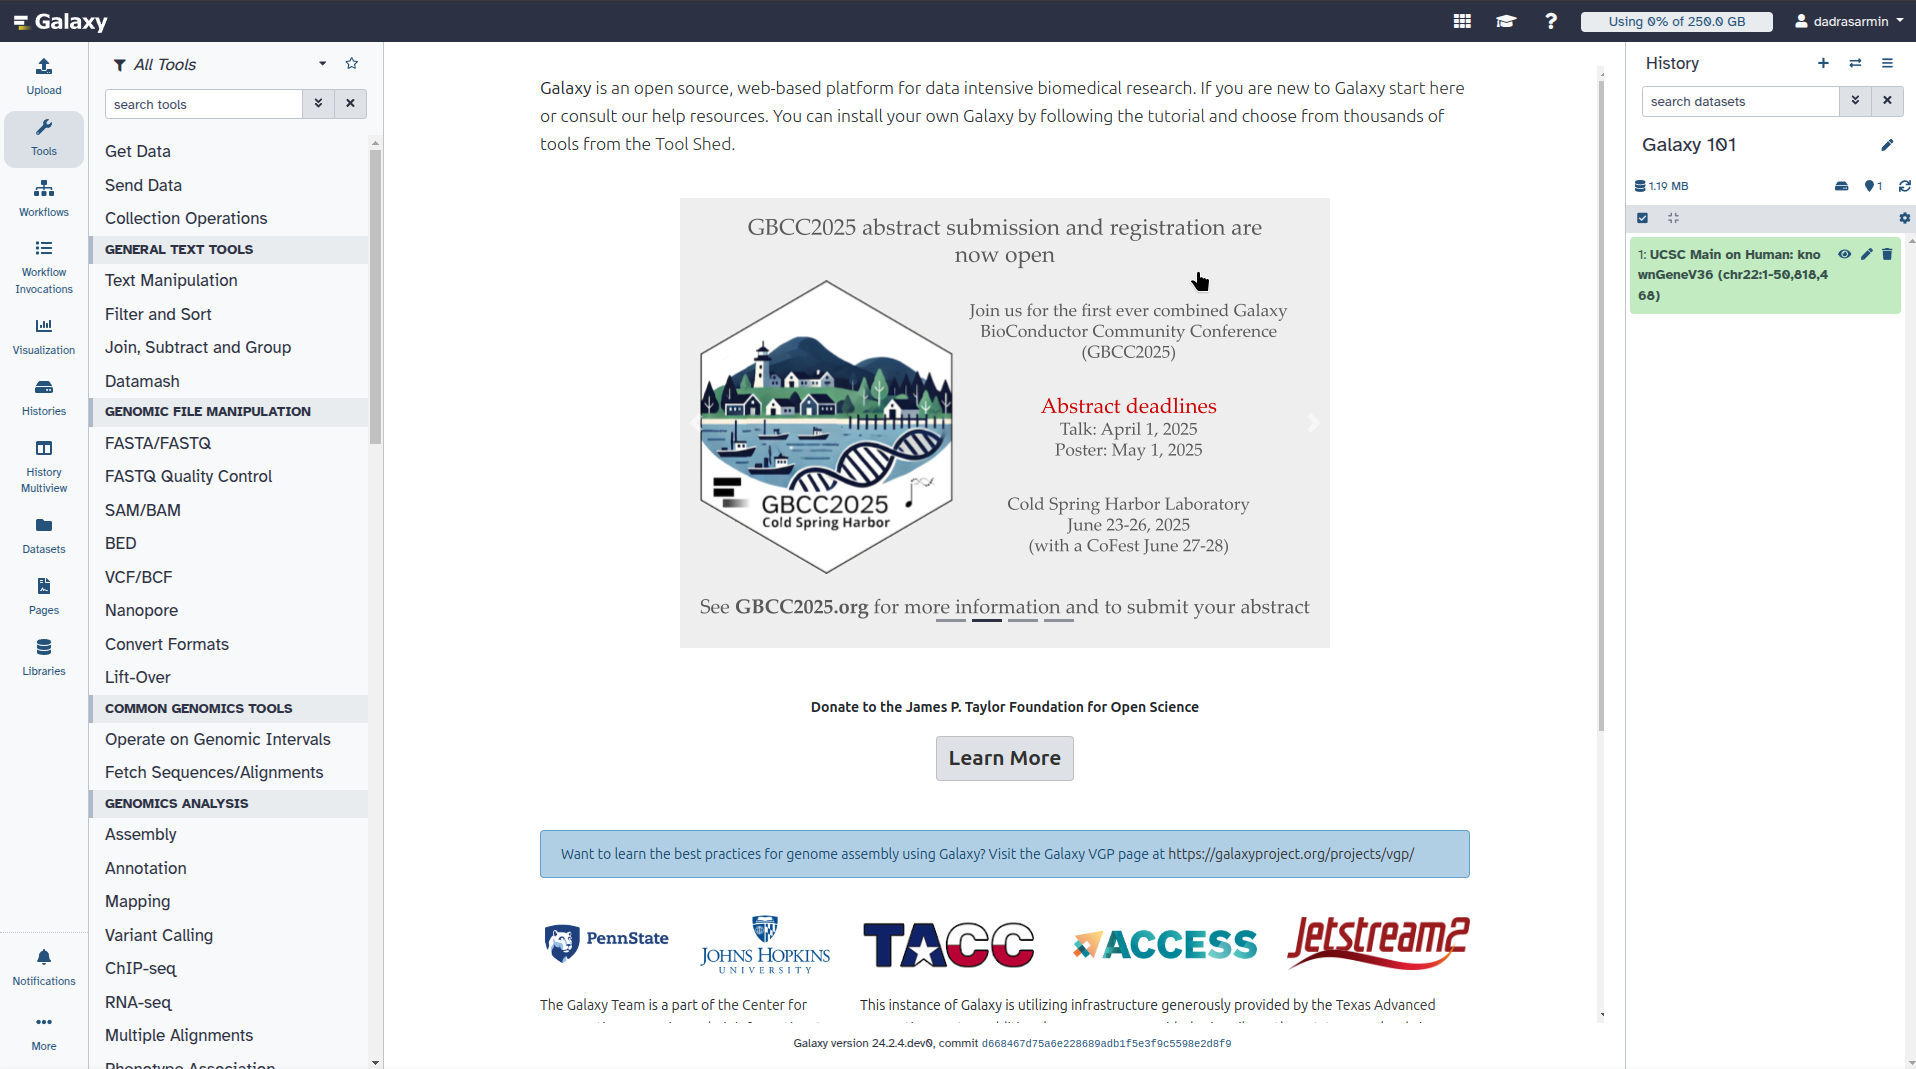 Galaxy
Using 0% of 250.0 GB
dadrasarmin
Upload
Tools
Workflows
Workflow
Invocations
Visualization
Histories
History
Multiview
Datasets
Pages
Libraries
Notifications
More
All Tools
search tools
Get Data
Send Data
Collection Operations
GENERAL TEXT TOOLS
Text Manipulation
Filter and Sort
Join, Subtract and Group
Datamash
GENOMIC FILE MANIPULATION
FASTA/FASTQ
FASTQ Quality Control
SAM/BAM
BED
VCF/BCF
Nanopore
Convert Formats
Lift-Over
COMMON GENOMICS TOOLS
Operate on Genomic Intervals
Fetch Sequences/Alignments
GENOMICS ANALYSIS
Assembly
Annotation
Mapping
Variant Calling
ChIP-seq
RNA-seq
Multiple Alignments
Phenotype Association
Galaxy is an open source, web-based platform for data intensive biomedical research. If you are new to Galaxy start here
or consult our help resources. You can install your own Galaxy by following the tutorial and choose from thousands of
tools from the Tool Shed.
GBCC2025 abstract submission and registration are
now open
Join us for the first ever combined Galaxy
BioConductor Community Conference
(GBCC2025)
Abstract deadlines
Talk: April 1, 2025
Poster: May 1, 2025
Cold Spring Harbor Laboratory
June 23-26, 2025
(with a CoFest June 27-28)
GBCC2025
Cold Spring Harbor
See GBCC2025.org for more information and to submit your abstract
Donate to the James P. Taylor Foundation for Open Science
Learn More
Want to learn the best practices for genome assembly using Galaxy? Visit the Galaxy VGP page at https://galaxyproject.org/projects/vgp/
PennState
JOHNS HOPKINS
UNIVERSITY
TACC
ACCESS
Jetstream2
The Galaxy Team is a part of the Center for
This instance of Galaxy is utilizing infrastructure generously provided by the Texas Advanced
Galaxy version 24.2.4.dev0, commit d668467d75a6e228689adb1f5e3f9c5598e2d8f9
History
search datasets
Galaxy 101
1.19 MB
1
1: UCSC Main on Human: kno
wnGeneV36 (chr22:1-50,818,4
68)